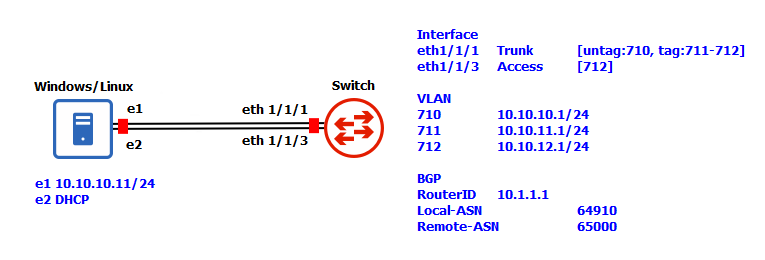 Windows/Linux
e1
e2
e1 10.10.10.11/24
e2 DHCP
eth 1/1/1
eth 1/1/3
Switch
Interface
eth1/1/1 Trunk [untag:710, tag:711-712]
eth1/1/3 Access [712]
VLAN
710 10.10.10.1/24
711 10.10.11.1/24
712 10.10.12.1/24
BGP
RouterID 10.1.1.1
Local-ASN 64910
Remote-ASN 65000